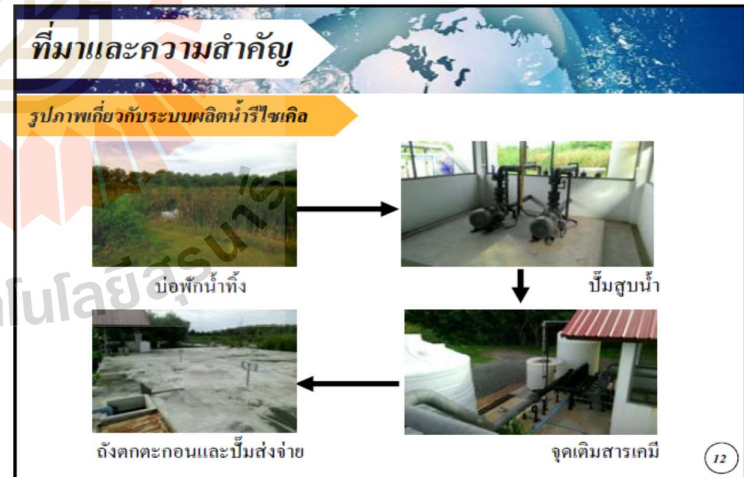 ที่มาและความสำคัญ
รูปภาพเกี่ยวกับระบบผลิตน้ำรีไซเคิล
บ่อพักน้ำทิ้ง
ปั๊มสูบน้ำ
ถังตกตะกอนและปั๊มส่งจ่าย
จุดเติมสารเคมี
12